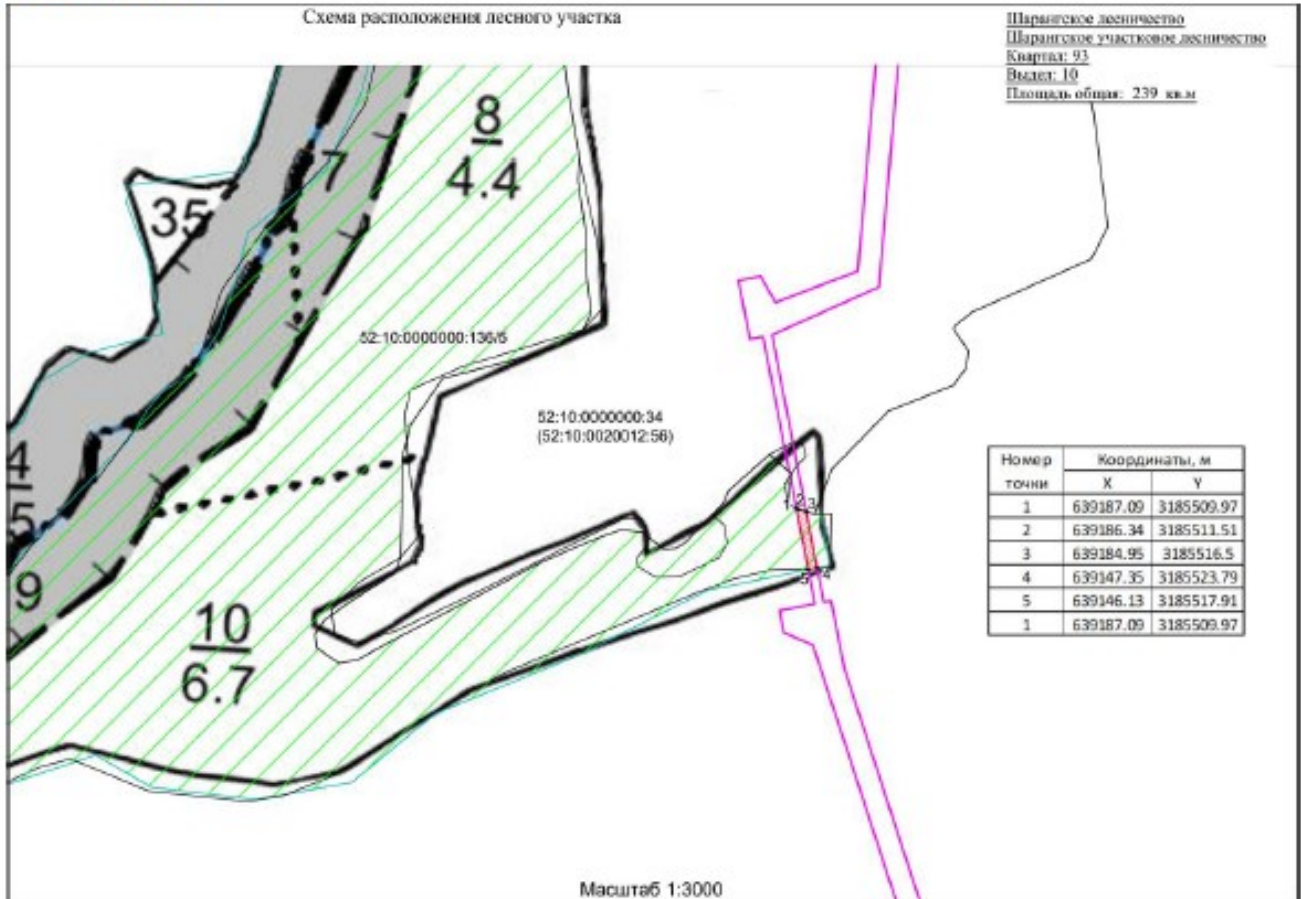 Схема расположения лесного участка
Шарангское лесничество
Шарангское участковое лесничество
Квартал: 93
Выдел: 10
Площадь общая: 239 кв.м
8
4.4
7
35
52:10:0000000:136/5
52:10:0000000:34
(52:10:0020012:56)
4
5
9
10
6.7
1 2 3
Номер точки Координаты, м
X Y
1 639187.09 3185509.97
2 639186.34 3185511.51
3 639184.95 3185516.5
4 639147.35 3185523.79
5 639146.13 3185517.91
1 639187.09 3185509.97
Масштаб 1:3000